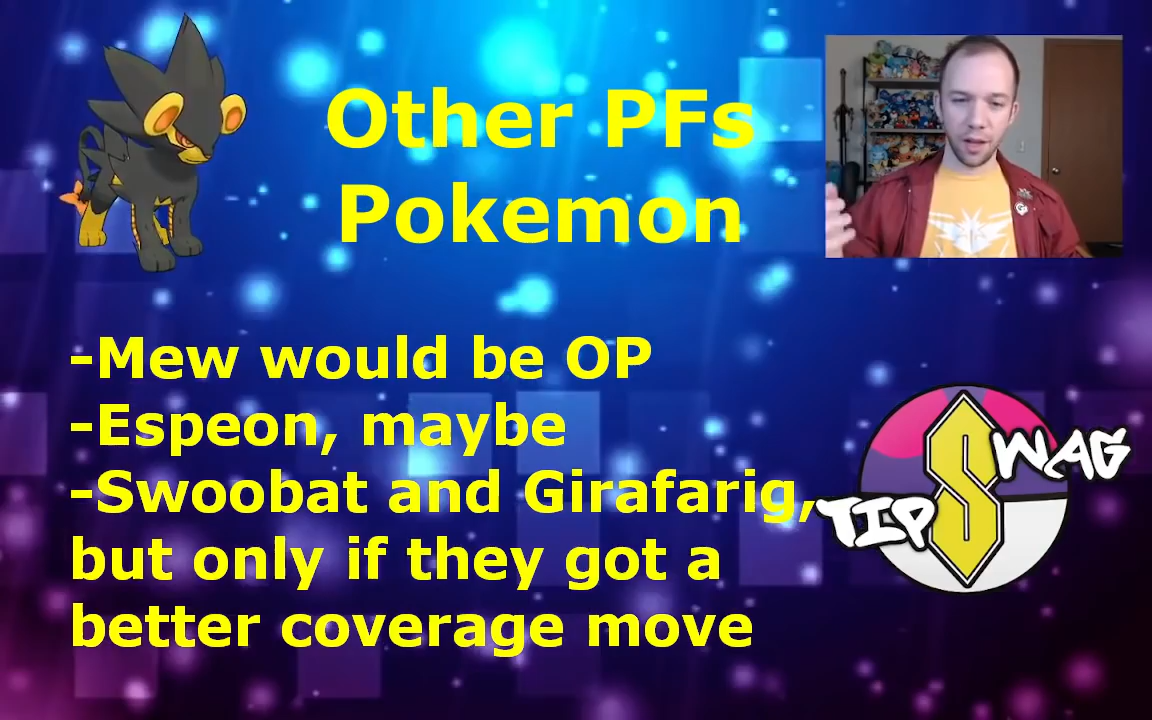 Other PFs
Pokemon
-Mew would be OP
-Espeon, maybe
-Swoobat and Girafarig,
but only if they got a
better coverage move
SWAG
TIPS